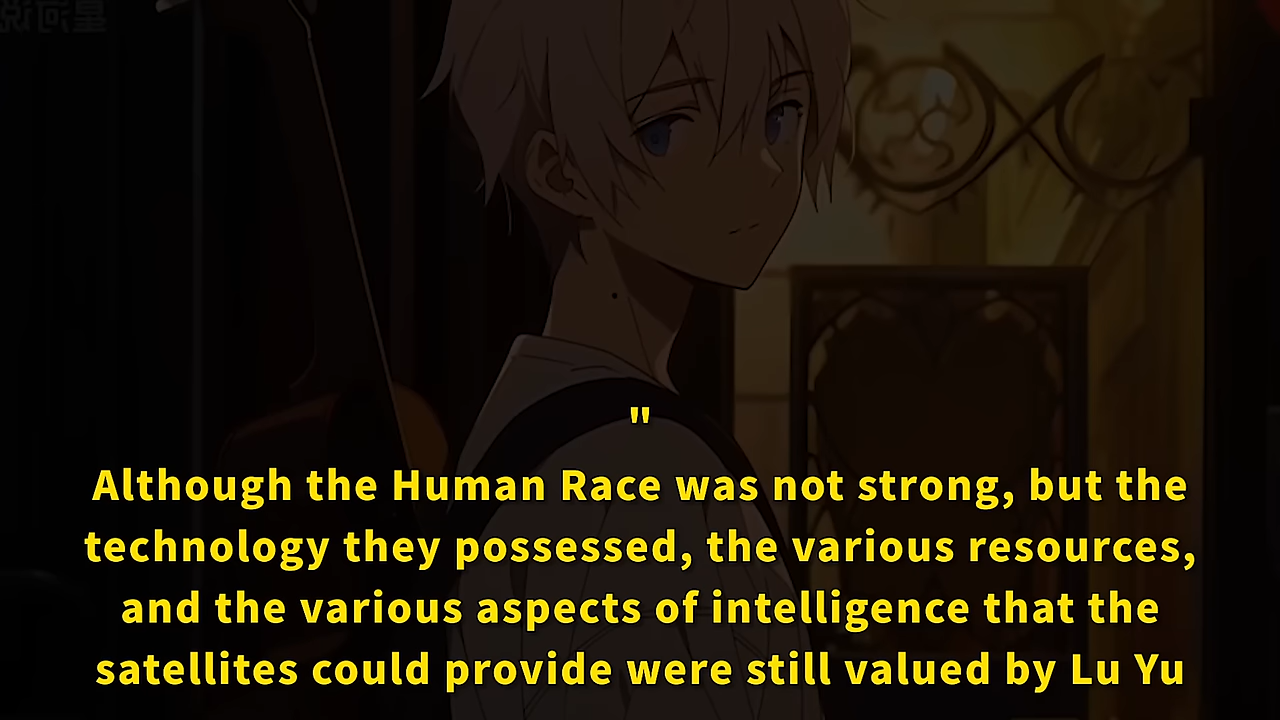 "
Although the Human Race was not strong, but the
technology they possessed, the various resources,
and the various aspects of intelligence that the
satellites could provide were still valued by Lu Yu